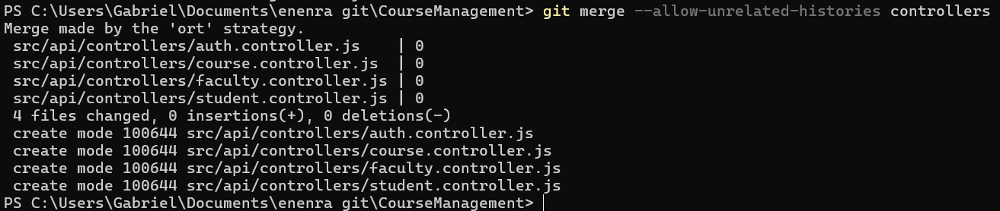 PS C:\Users\Gabriel\Documents\enenra git\CourseManagement> git merge --allow-unrelated-histories controllers
Merge made by the 'ort' strategy.
 src/api/controllers/auth.controller.js    | 0
 src/api/controllers/course.controller.js  | 0
 src/api/controllers/faculty.controller.js | 0
 src/api/controllers/student.controller.js | 0
 4 files changed, 0 insertions(+), 0 deletions(-)
 create mode 100644 src/api/controllers/auth.controller.js
 create mode 100644 src/api/controllers/course.controller.js
 create mode 100644 src/api/controllers/faculty.controller.js
 create mode 100644 src/api/controllers/student.controller.js
PS C:\Users\Gabriel\Documents\enenra git\CourseManagement>